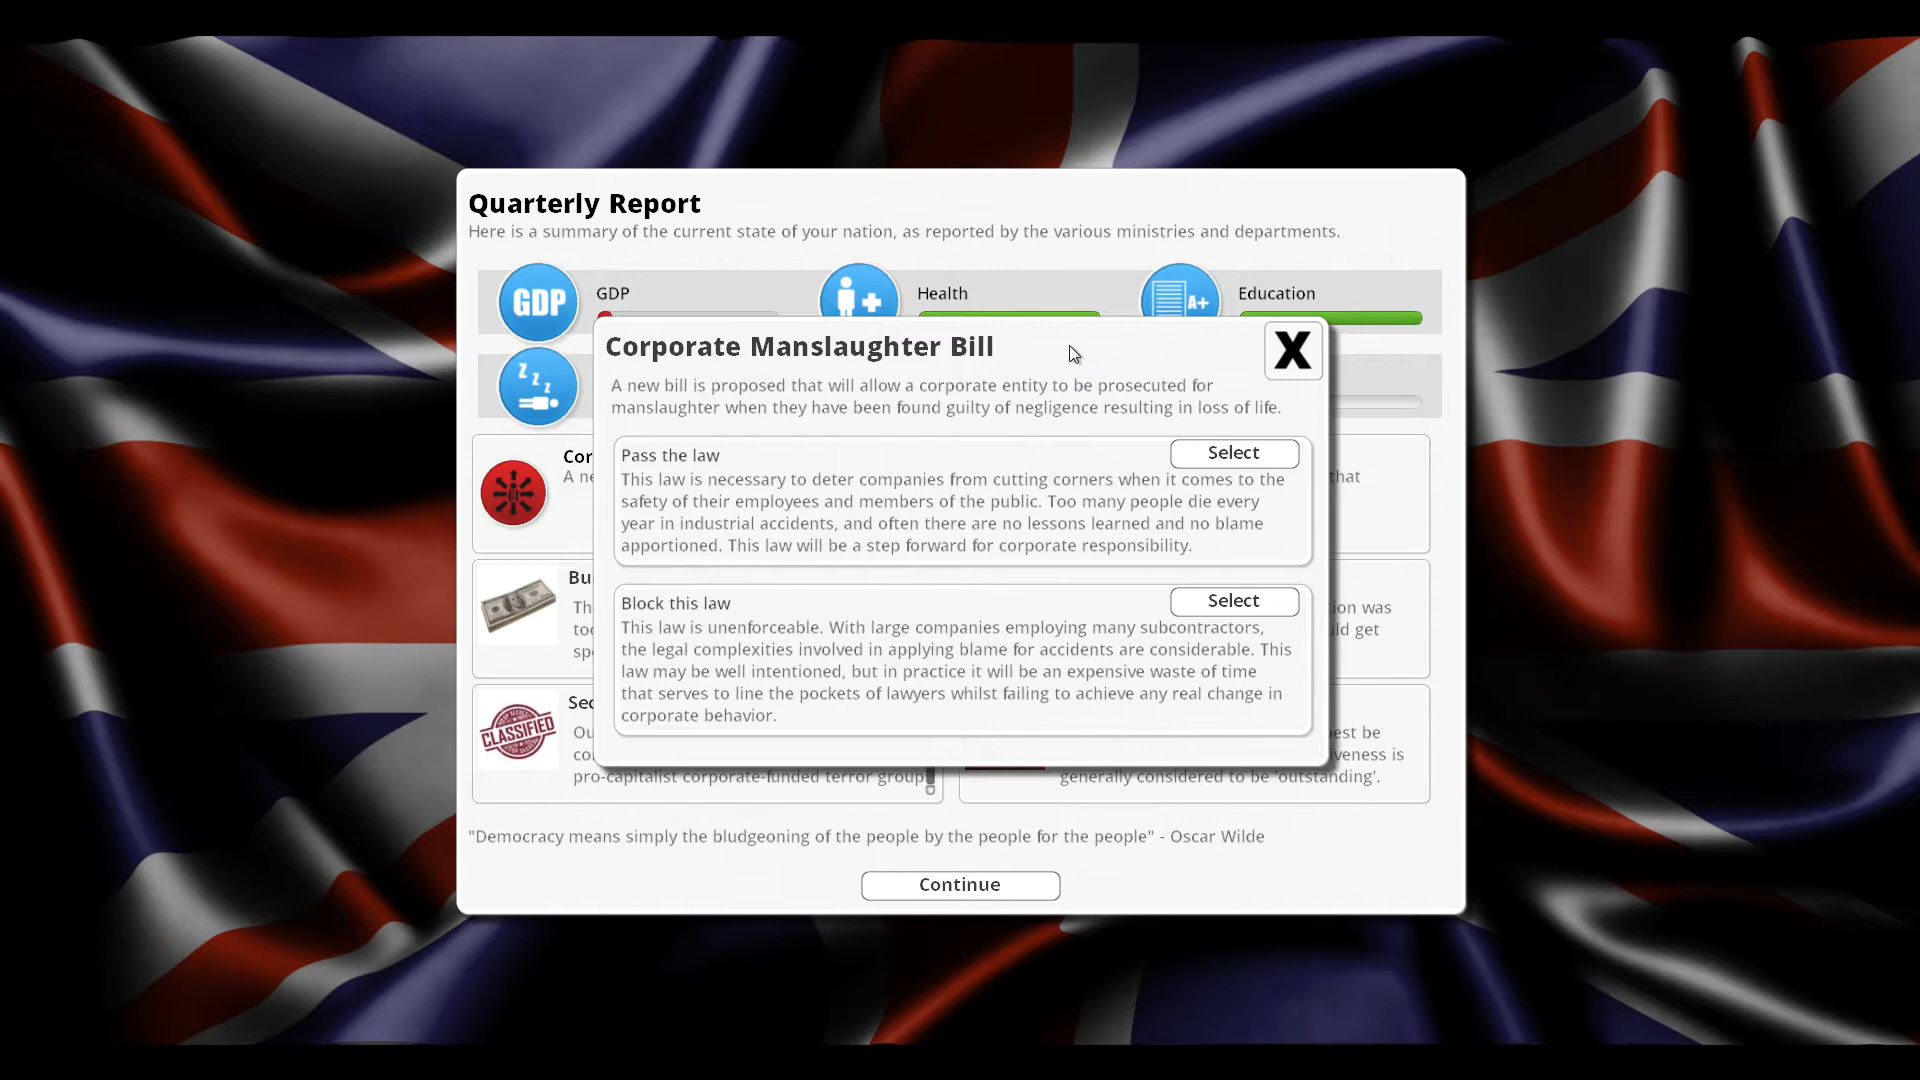 Quarterly Report
Here is a summary of the current state of your nation, as reported by the various ministries and departments.
GDP
GDP
Health
A+
Education
Z Z Z
Corporate Manslaughter Bill
X
A new bill is proposed that will allow a corporate entity to be prosecuted for
manslaughter when they have been found guilty of negligence resulting in loss of life.
Pass the law
Select
This law is necessary to deter companies from cutting corners when it comes to the
safety of their employees and members of the public. Too many people die every
year in industrial accidents, and often there are no lessons learned and no blame
apportioned. This law will be a step forward for corporate responsibility.
Block this law
Select
This law is unenforceable. With large companies employing many subcontractors,
the legal complexities involved in applying blame for accidents are considerable. This
law may be well intentioned, but in practice it will be an expensive waste of time
that serves to line the pockets of lawyers whilst failing to achieve any real change in
corporate behavior.
Cor
A ne
that
Bu
Th
too
spe
ion was
ld get
CLASSIFIED
Sec
Ou
co
pro-capitalist corporate-funded terror group
est be
iveness is
generally considered to be 'outstanding'.
"Democracy means simply the bludgeoning of the people by the people for the people" - Oscar Wilde
Continue